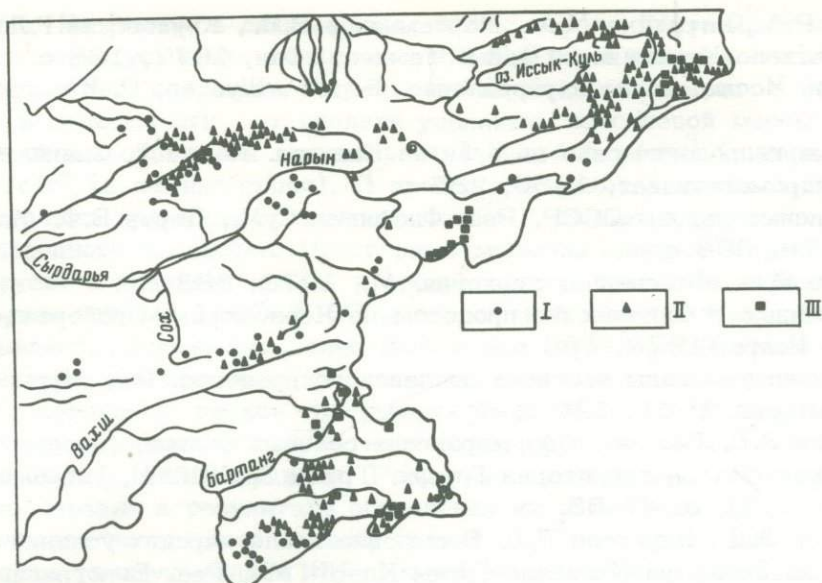 оз. Иссык-Куль
Нарын
Сырдарья
Сох
I
II
III
Вахш
Бартанг